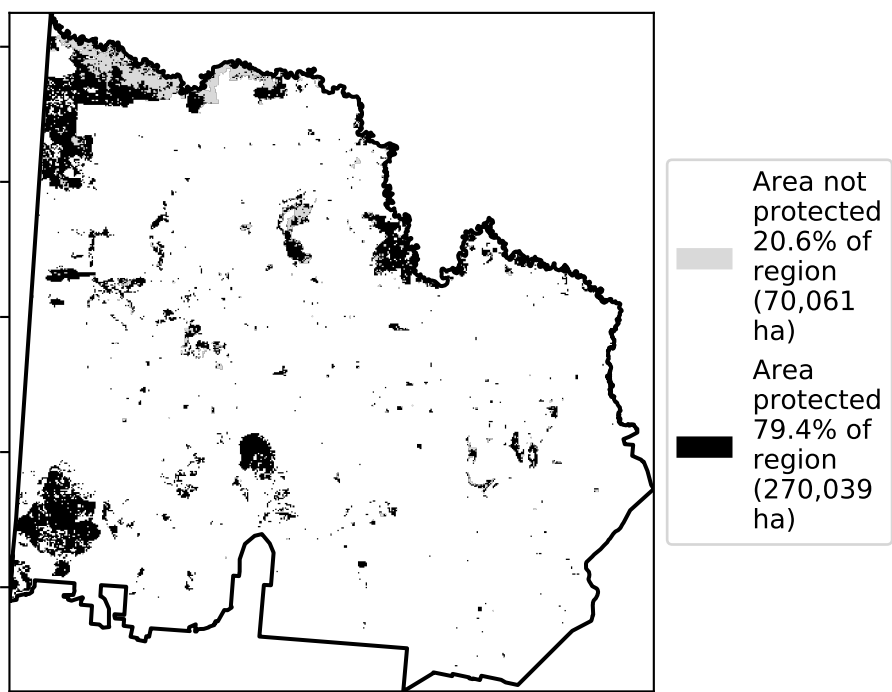 Area not
protected
20.6% of
region
(70,061
ha)
Area
protected
79.4% of
region
(270,039
ha)